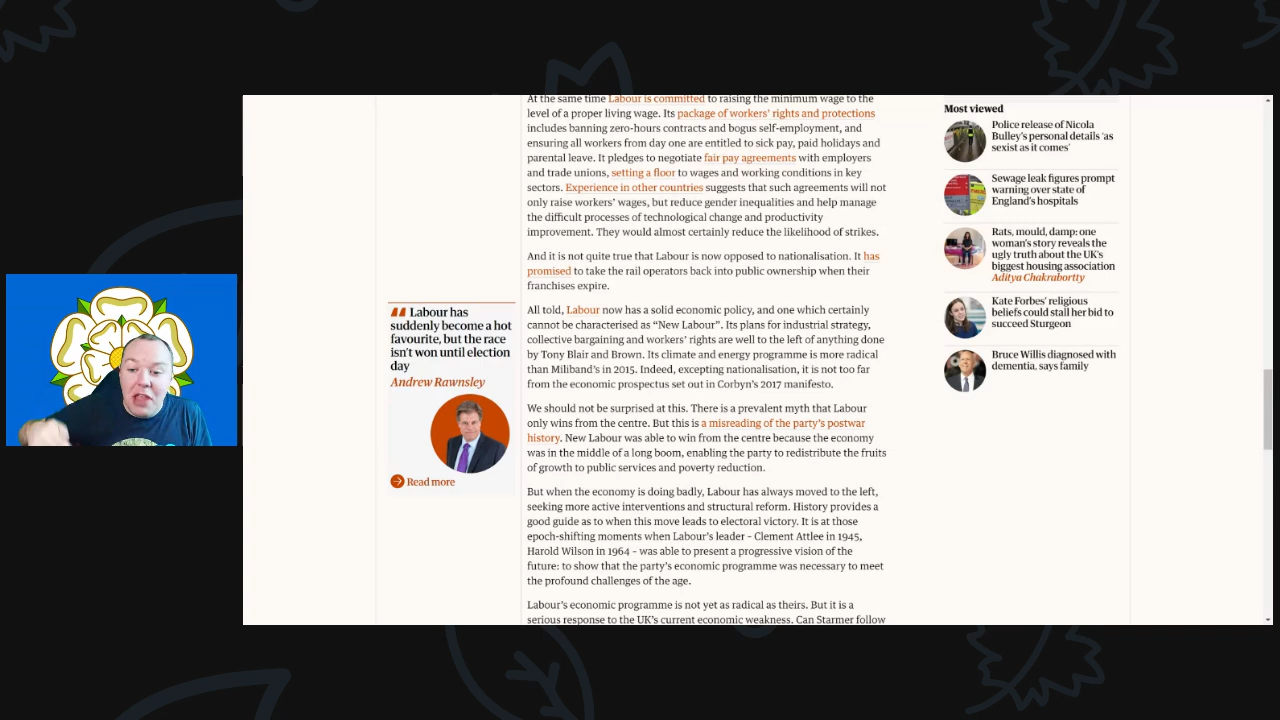 At the same time Labour is committed to raising the minimum wage to the
level of a proper living wage. Its package of workers' rights and protections
includes banning zero-hours contracts and bogus self-employment, and
ensuring all workers from day one are entitled to sick pay, paid holidays and
parental leave. It pledges to negotiate fair pay agreements with employers
and trade unions, setting a floor to wages and working conditions in key
sectors. Experience in other countries suggests that such agreements will not
only raise workers' wages, but reduce gender inequalities and help manage
the difficult processes of technological change and productivity
improvement. They would almost certainly reduce the likelihood of strikes.
And it is not quite true that Labour is now opposed to nationalisation. It has
promised to take the rail operators back into public ownership when their
franchises expire.
All told, Labour now has a solid economic policy, and one which certainly
cannot be characterised as “New Labour”. Its plans for industrial strategy,
collective bargaining and workers' rights are well to the left of anything done
by Tony Blair and Brown. Its climate and energy programme is more radical
than Miliband's in 2015. Indeed, excepting nationalisation, it is not too far
from the economic prospectus set out in Corbyn's 2017 manifesto.
We should not be surprised at this. There is a prevalent myth that Labour
only wins from the centre. But this is a misreading of the party's postwar
history. New Labour was able to win from the centre because the economy
was in the middle of a long boom, enabling the party to redistribute the fruits
of growth to public services and poverty reduction.
But when the economy is doing badly, Labour has always moved to the left,
seeking more active interventions and structural reform. History provides a
good guide as to when this move leads to electoral victory. It is at those
epoch-shifting moments when Labour's leader – Clement Attlee in 1945,
Harold Wilson in 1964 – was able to present a progressive vision of the
future: to show that the party's economic programme was necessary to meet
the profound challenges of the age.
Labour's economic programme is not yet as radical as theirs. But it is a
serious response to the UK's current economic weakness. Can Starmer follow
Labour has
suddenly become a hot
favourite, but the race
isn't won until election
day
Andrew Rawnsley
Read more
Most viewed
Police release of Nicola
Bulley's personal details ‘as
sexist as it comes’
Sewage leak figures prompt
warning over state of
England's hospitals
Rats, mould, damp: one
woman's story reveals the
ugly truth about the UK's
biggest housing association
Aditya Chakrabortty
Kate Forbes' religious
beliefs could stall her bid to
succeed Sturgeon
Bruce Willis diagnosed with
dementia, says family